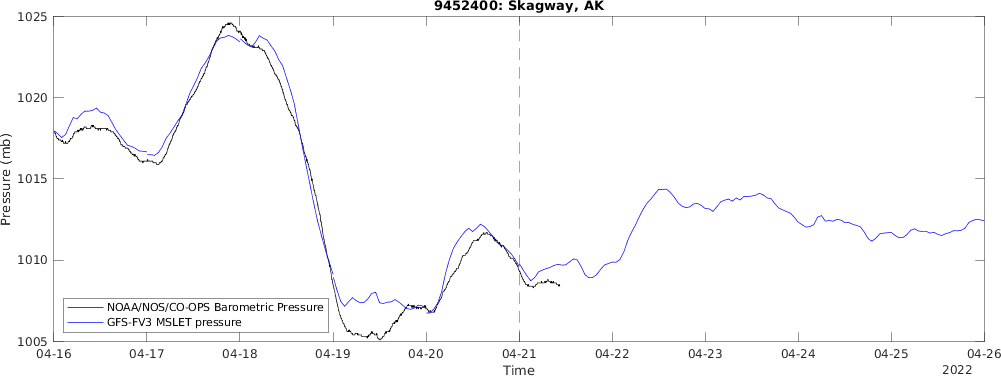 9452400: Skagway, AK
1025
1020
1015
1010
1005
Pressure (mb)
NOAA/NOS/CO-OPS Barometric Pressure
GFS-FV3 MSLET pressure
04-16 04-17 04-18 04-19 04-20 04-21 04-22 04-23 04-24 04-25 04-26
Time
2022